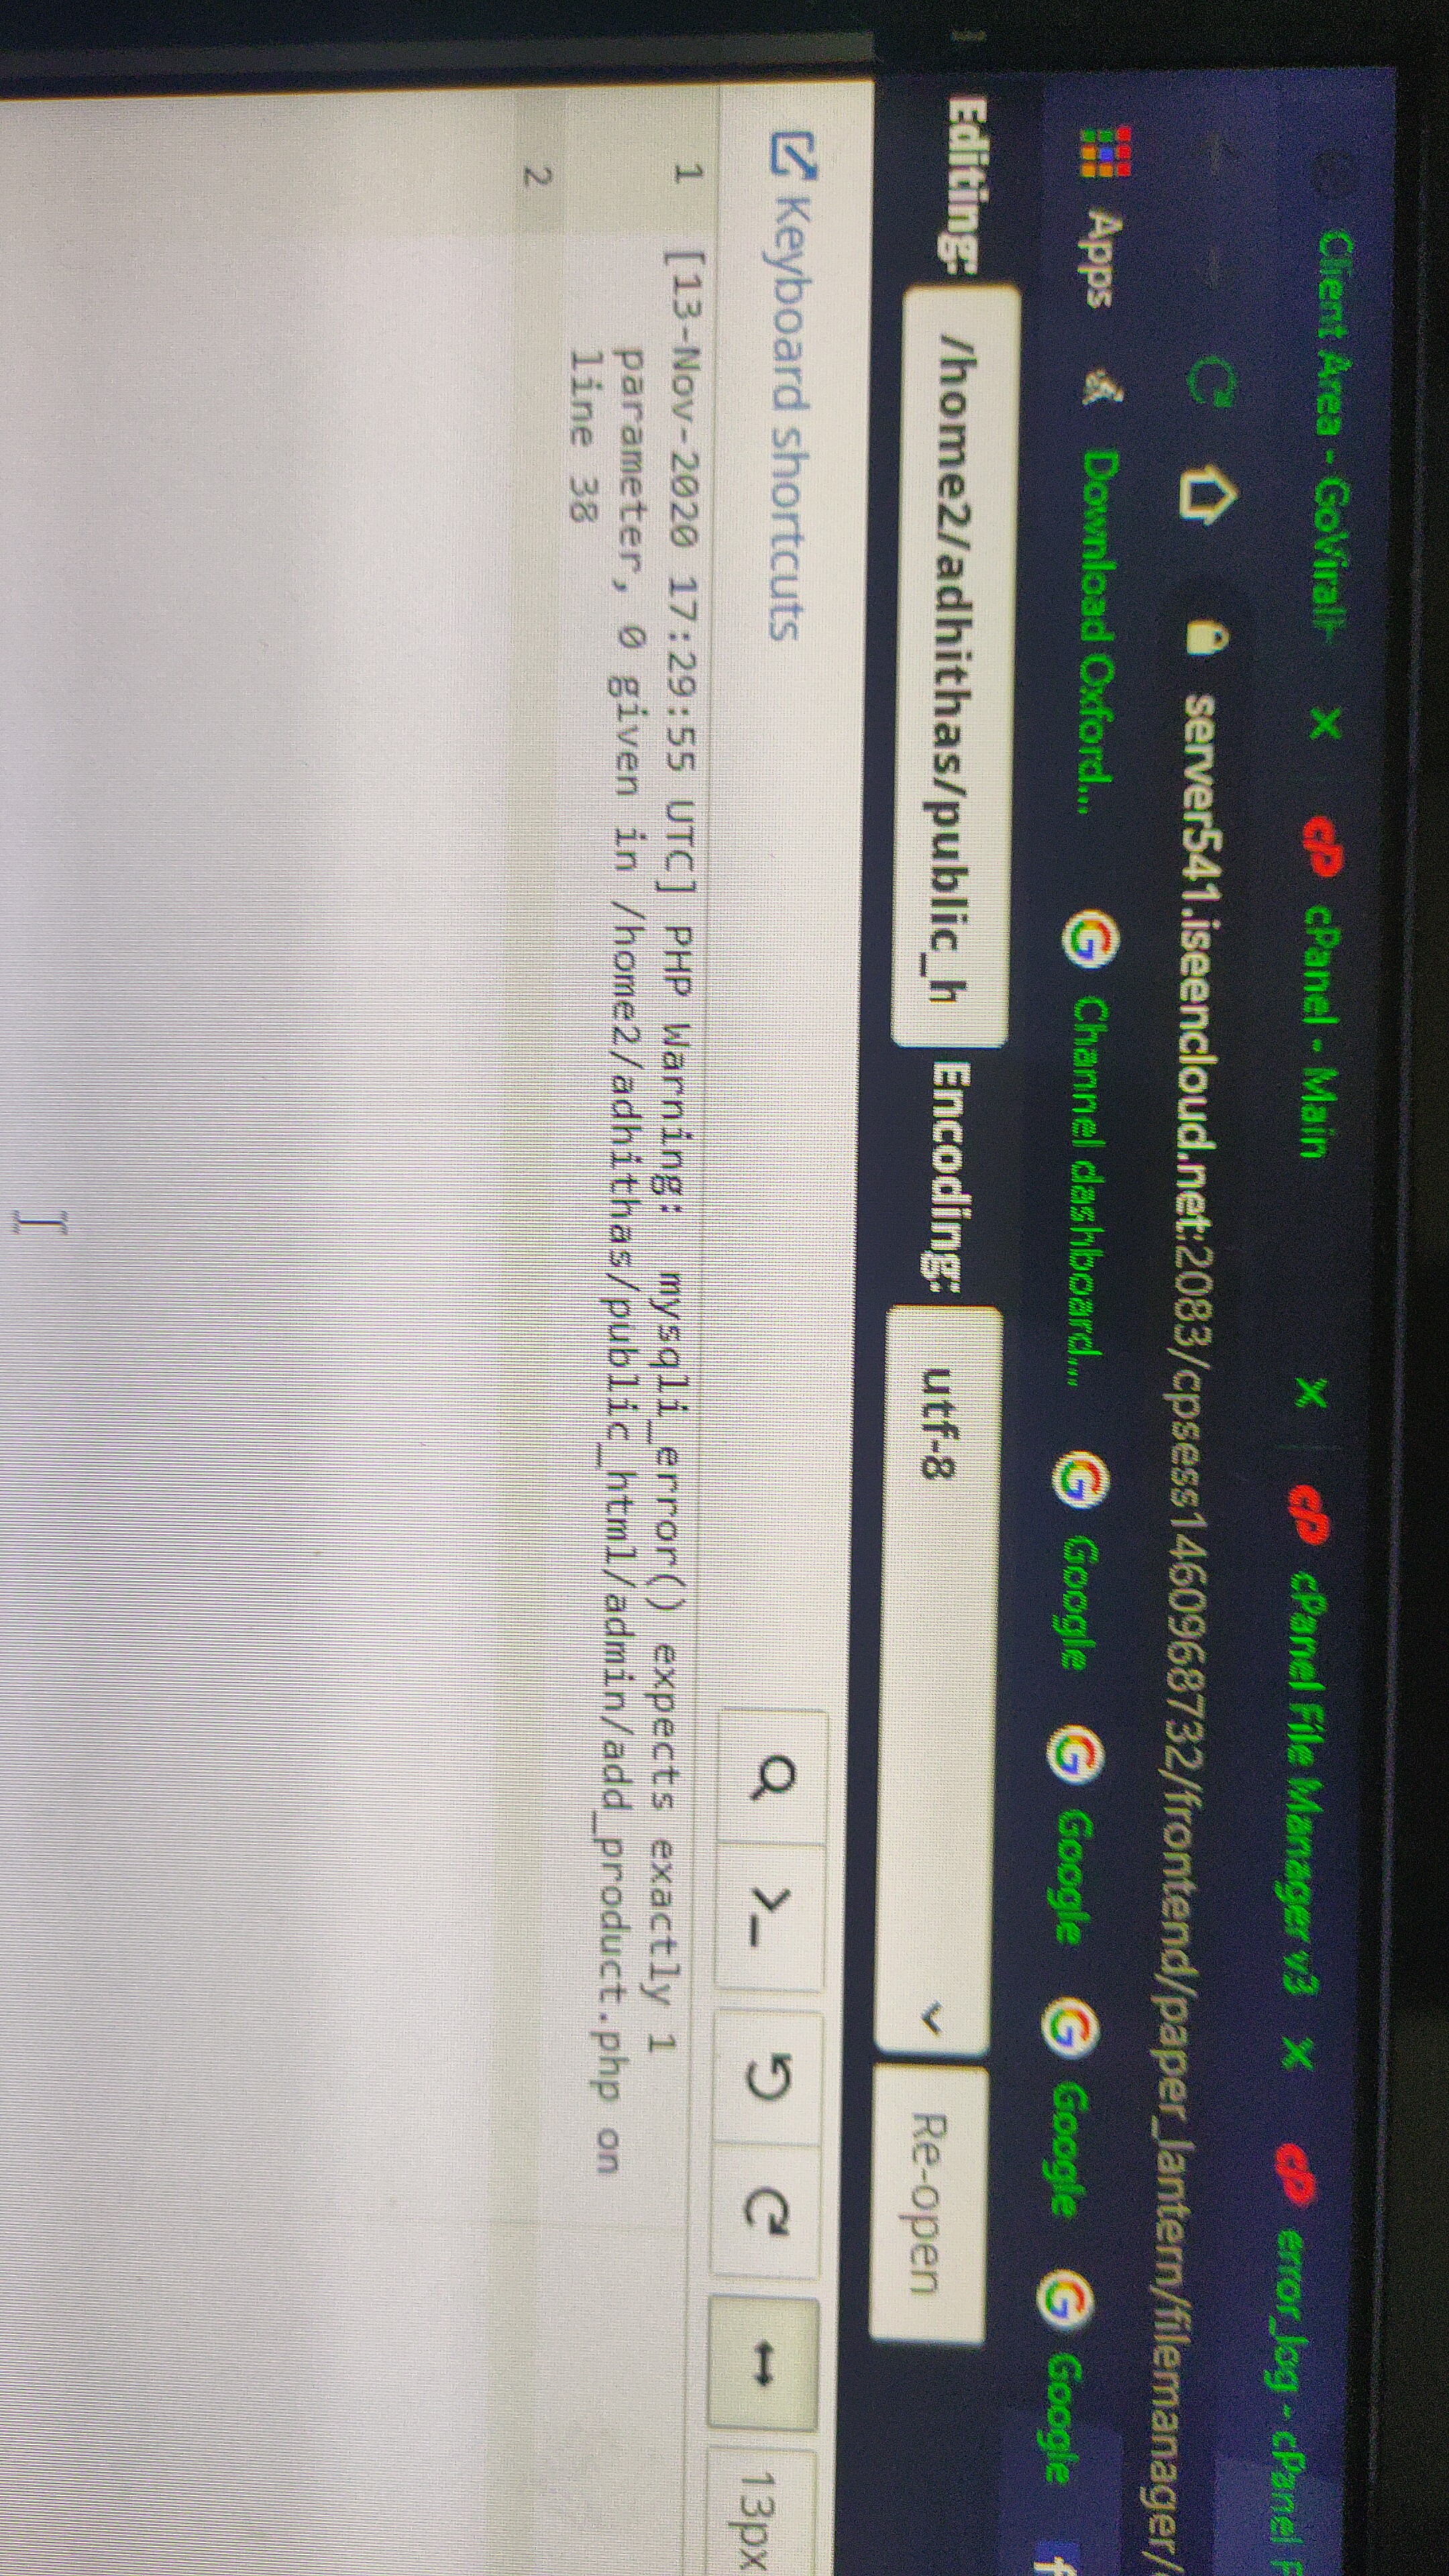 Client Area - GoViral+ x cP cPanel - Main x cP cPanel File Manager v3 x cP error_log - cPanel F
server541.iseencloud.net:2083/cpsess1460968732/frontend/paper_lantern/filemanager/
Apps Download Oxford... Channel dashboard... Google Google Google Google f
Editing: /home2/adhithas/public_h Encoding: utf-8 Re-open
Keyboard shortcuts 13px
1 [13-Nov-2020 17:29:55 UTC] PHP Warning:  mysqli_error() expects exactly 1
parameter, 0 given in /home2/adhithas/public_html/admin/add_product.php on
line 38
2